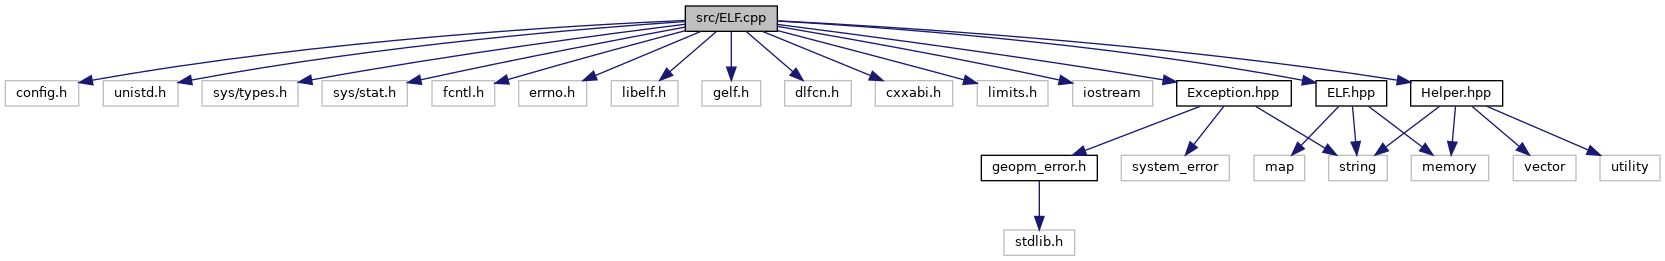 src/ELF.cpp
config.h
unistd.h
sys/types.h
sys/stat.h
fcntl.h
errno.h
libelf.h
gelf.h
dlfcn.h
cxxabi.h
limits.h
iostream
Exception.hpp
ELF.hpp
Helper.hpp
geopm_error.h
system_error
map
string
memory
vector
utility
stdlib.h